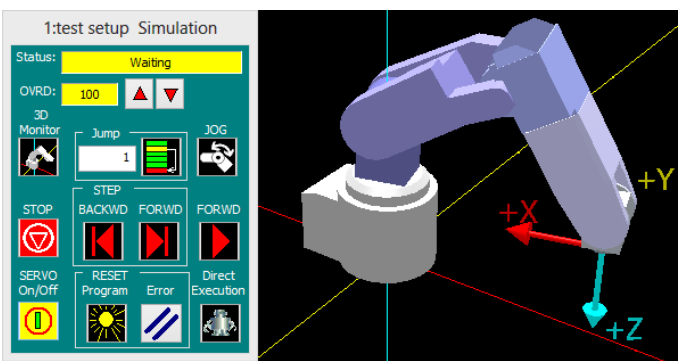 1:test setup Simulation
Status: Waiting
OVRD: 100
3D
Monitor
Jump
1
JOG
STEP
STOP BACKWD FORWD FORWD
SERVO
On/Off
RESET
Program Error
Direct
Execution
+Y
+X
+Z